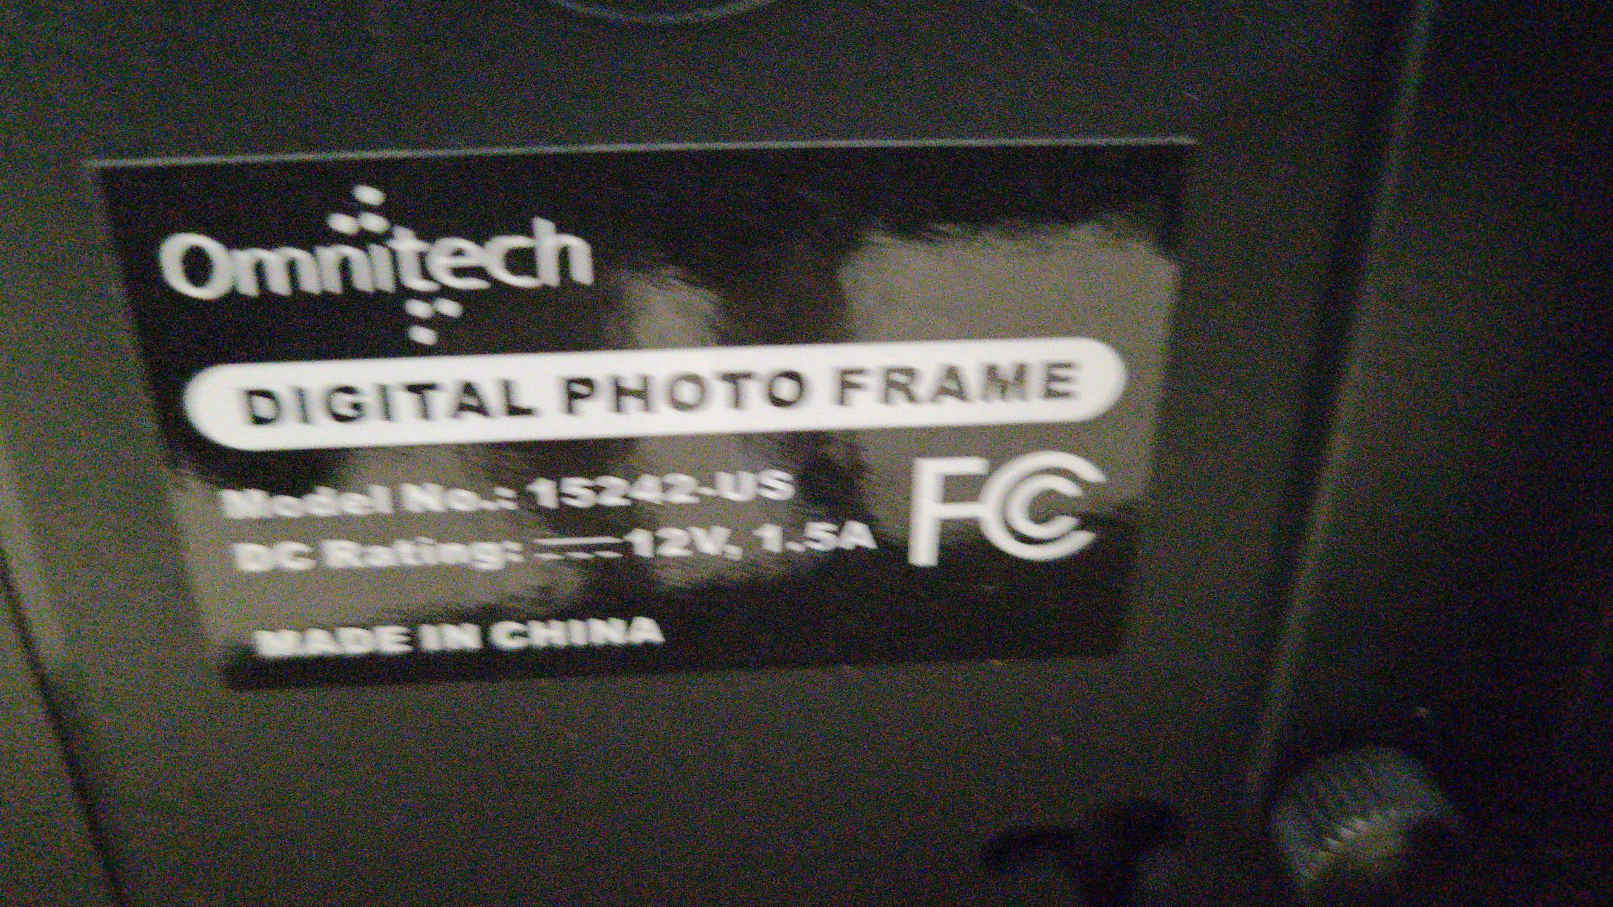 Omnitech
DIGITAL PHOTO FRAME
Model No.: 15242-US
DC Rating: ⎓ 12V, 1.5A
FC
MADE IN CHINA